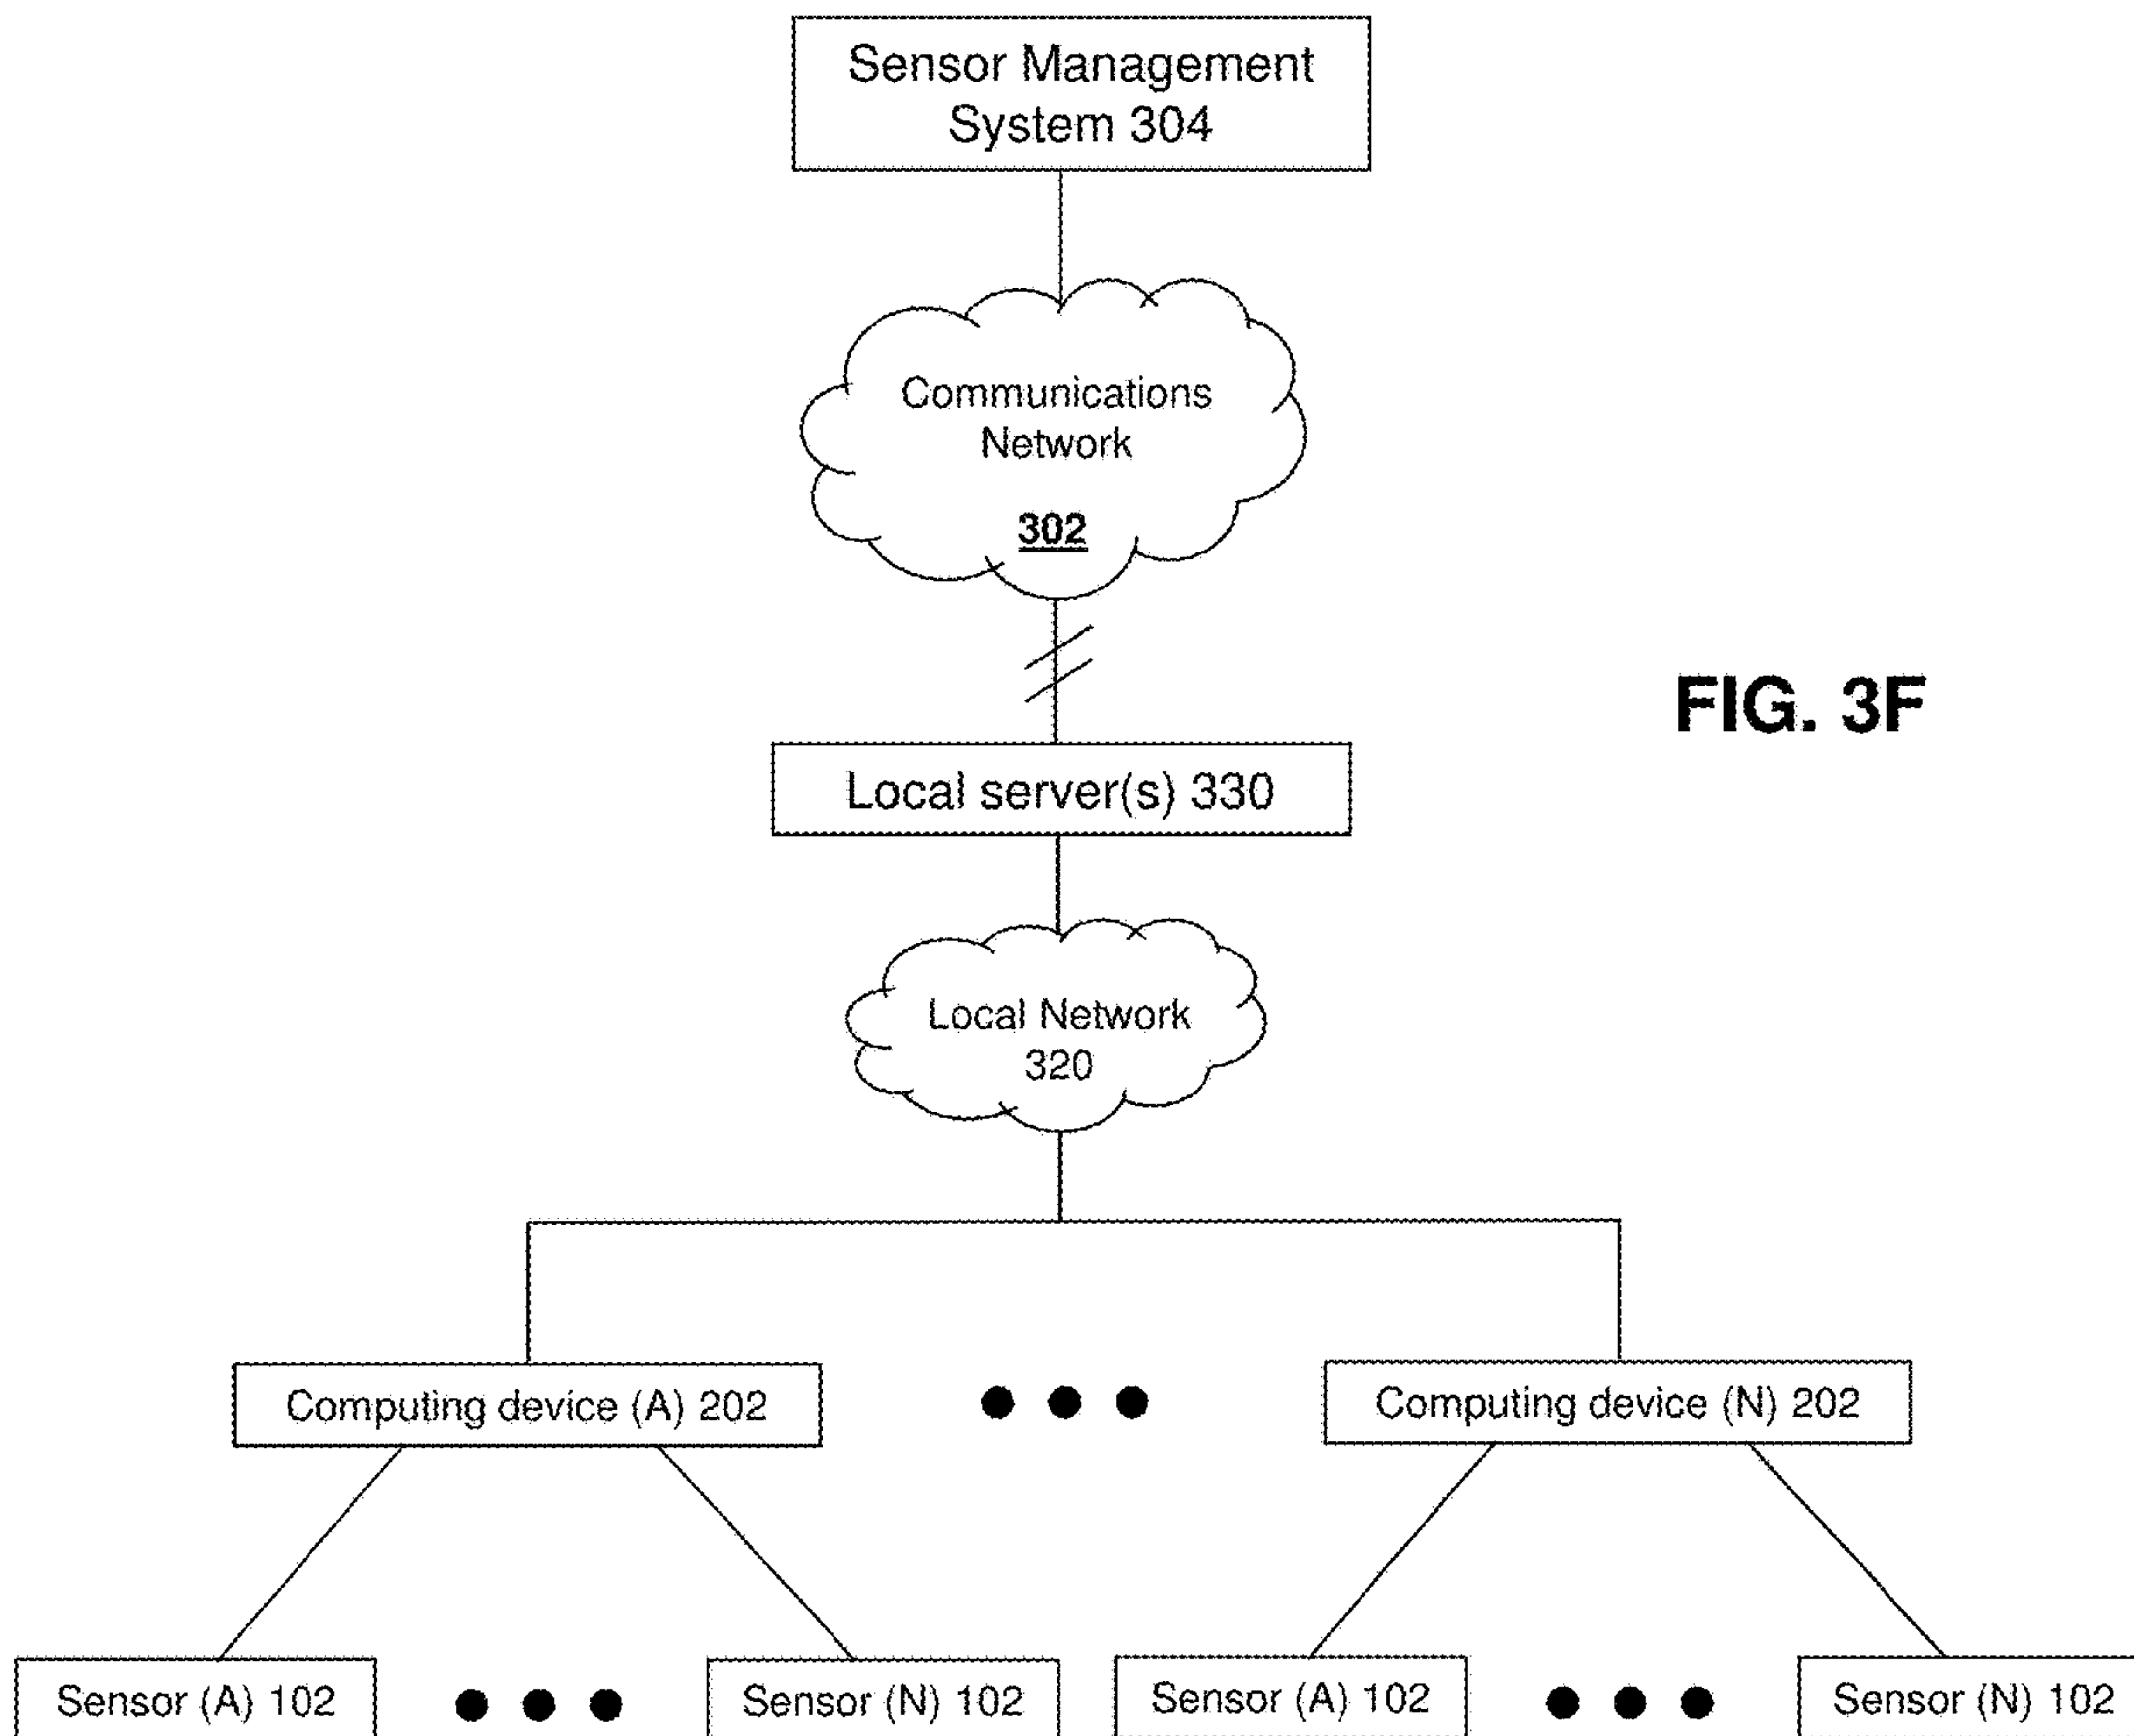 Sensor Management
System 304
Communications
Network
302
FIG. 3F
Local server(s) 330
Local Network
320
Computing device (A) 202
Computing device (N) 202
Sensor (A) 102
Sensor (N) 102
Sensor (A) 102
Sensor (N) 102